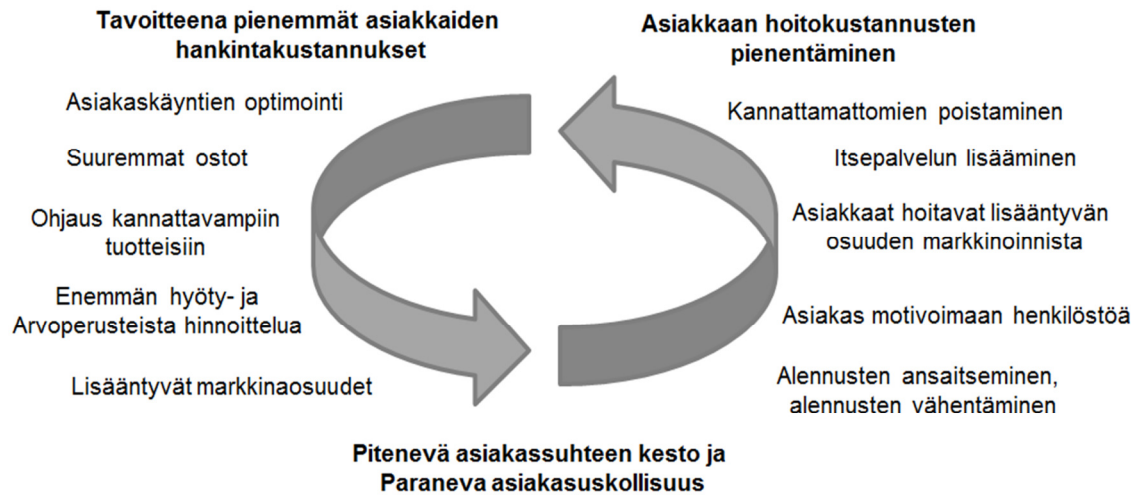 Tavoitteena pienemmät asiakkaiden
hankintakustannukset
Asiakaskäyntien optimointi
Suuremmat ostot
Ohjaus kannattavampiin
tuotteisiin
Enemmän hyöty- ja
Arvoperusteista hinnoittelua
Lisääntyvät markkinaosuudet
Asiakkaan hoitokustannusten
pienentäminen
Kannattamattomien poistaminen
Itsepalvelun lisääminen
Asiakkaat hoitavat lisääntyvän
osuuden markkinoinnista
Asiakas motivoimaan henkilöstöä
Alennusten ansaitseminen,
alennusten vähentäminen
Pitenevä asiakassuhteen kesto ja
Paraneva asiakasuskollisuus